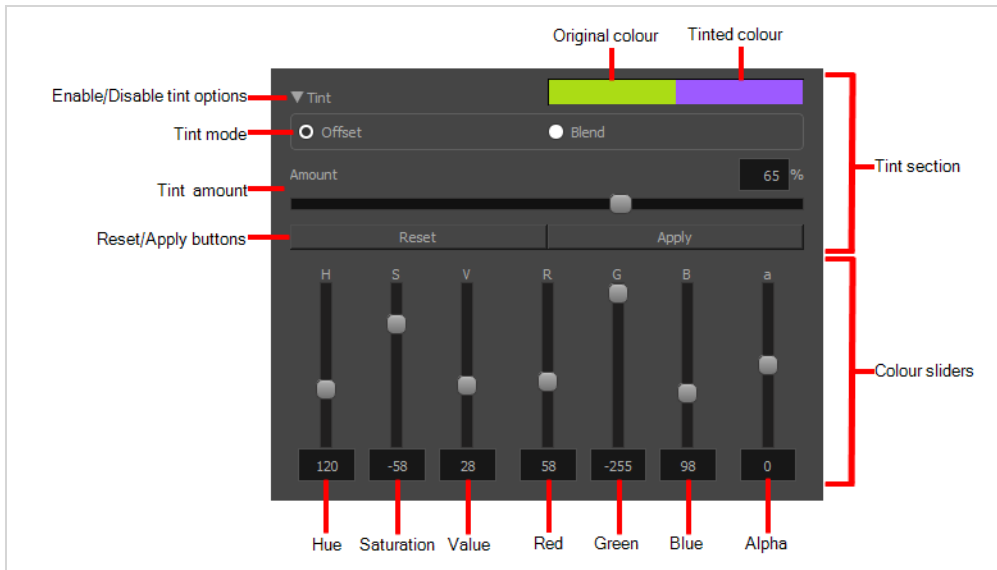 Original colour Tinted colour
Enable/Disable tint options
Tint
Tint mode
Offset Blend
Tint section
Tint amount
Amount 65 %
Reset/Apply buttons
Reset Apply
H S V R G B a
Colour sliders
120 -58 28 58 -255 98 0
Hue Saturation Value Red Green Blue Alpha